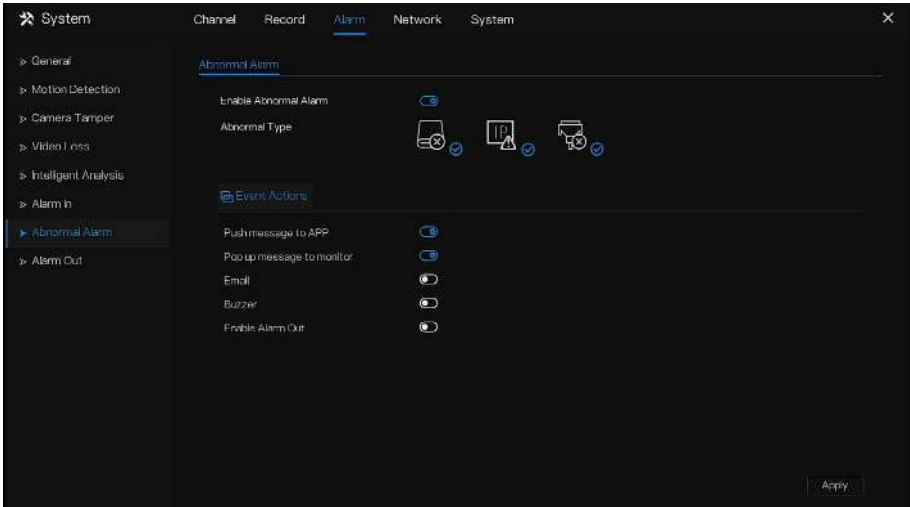 System
Channel Record Alarm Network System
General
Motion Detection
Camera Tamper
Video Loss
Intelligent Analysis
Alarm In
Abnormal Alarm
Alarm Out
Abnormal Alarm
Enable Abnormal Alarm
Abnormal Type
IP
Event Actions
Push message to APP
Pop up message to monitor
Email
Buzzer
Enable Alarm Out
Apply